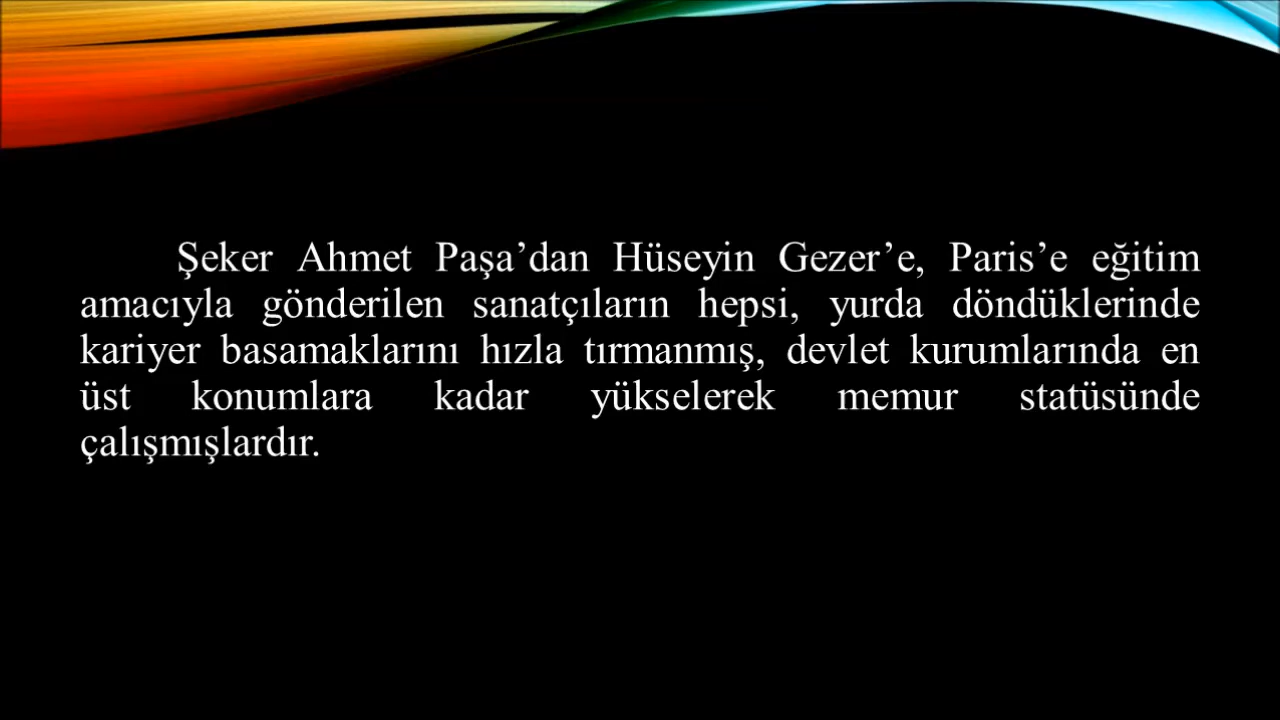 Şeker Ahmet Paşa’dan Hüseyin Gezer’e, Paris’e eğitim
amacıyla gönderilen sanatçıların hepsi, yurda döndüklerinde
kariyer basamaklarını hızla tırmanmış, devlet kurumlarında en
üst konumlara kadar yükselerek memur statüsünde
çalışmışlardır.